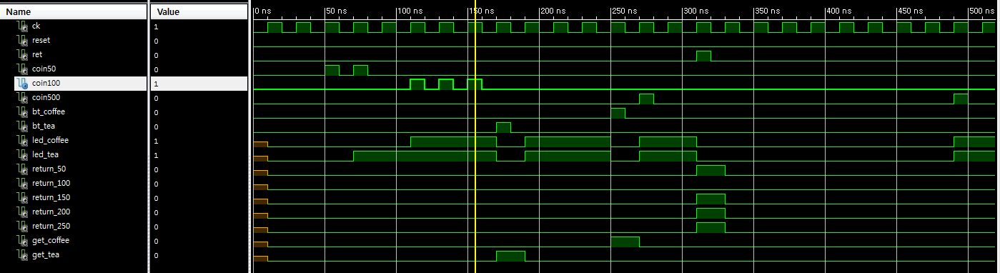 Name Value 0 ns 50 ns 100 ns 150 ns 200 ns 250 ns 300 ns 350 ns 400 ns 450 ns 500 ns
ck 1
reset 0
ret 0
coin50 0
coin100 1
coin500 0
bt_coffee 0
bt_tea 0
led_coffee 1
led_tea 1
return_50 0
return_100 0
return_150 0
return_200 0
return_250 0
get_coffee 0
get_tea 0